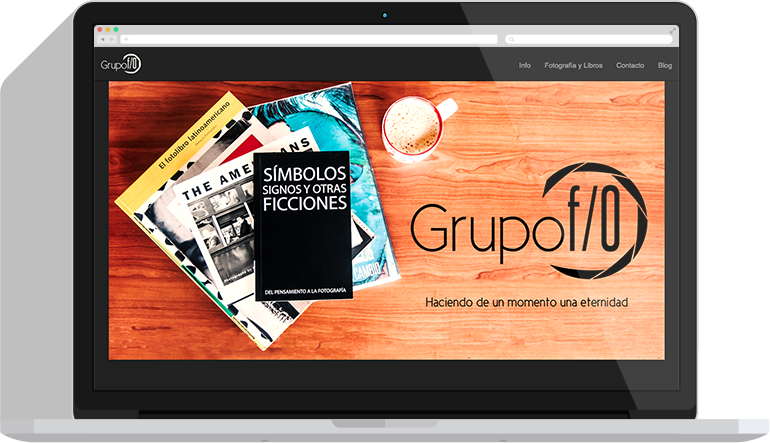 Grupo f/0
Info
Fotografía y Libros
Contacto
Blog
El fotolibro latinoamericano
THE AMERICANS
SÍMBOLOS
SIGNOS Y OTRAS
FICCIONES
DEL PENSAMIENTO A LA FOTOGRAFÍA
CAMBIO
Grupo f/0
Haciendo de un momento una eternidad